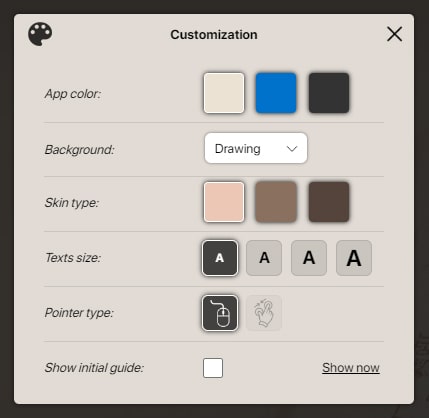 Customization
App color:
Background: Drawing
Skin type:
Texts size: A A A A
Pointer type:
Show initial guide: Show now